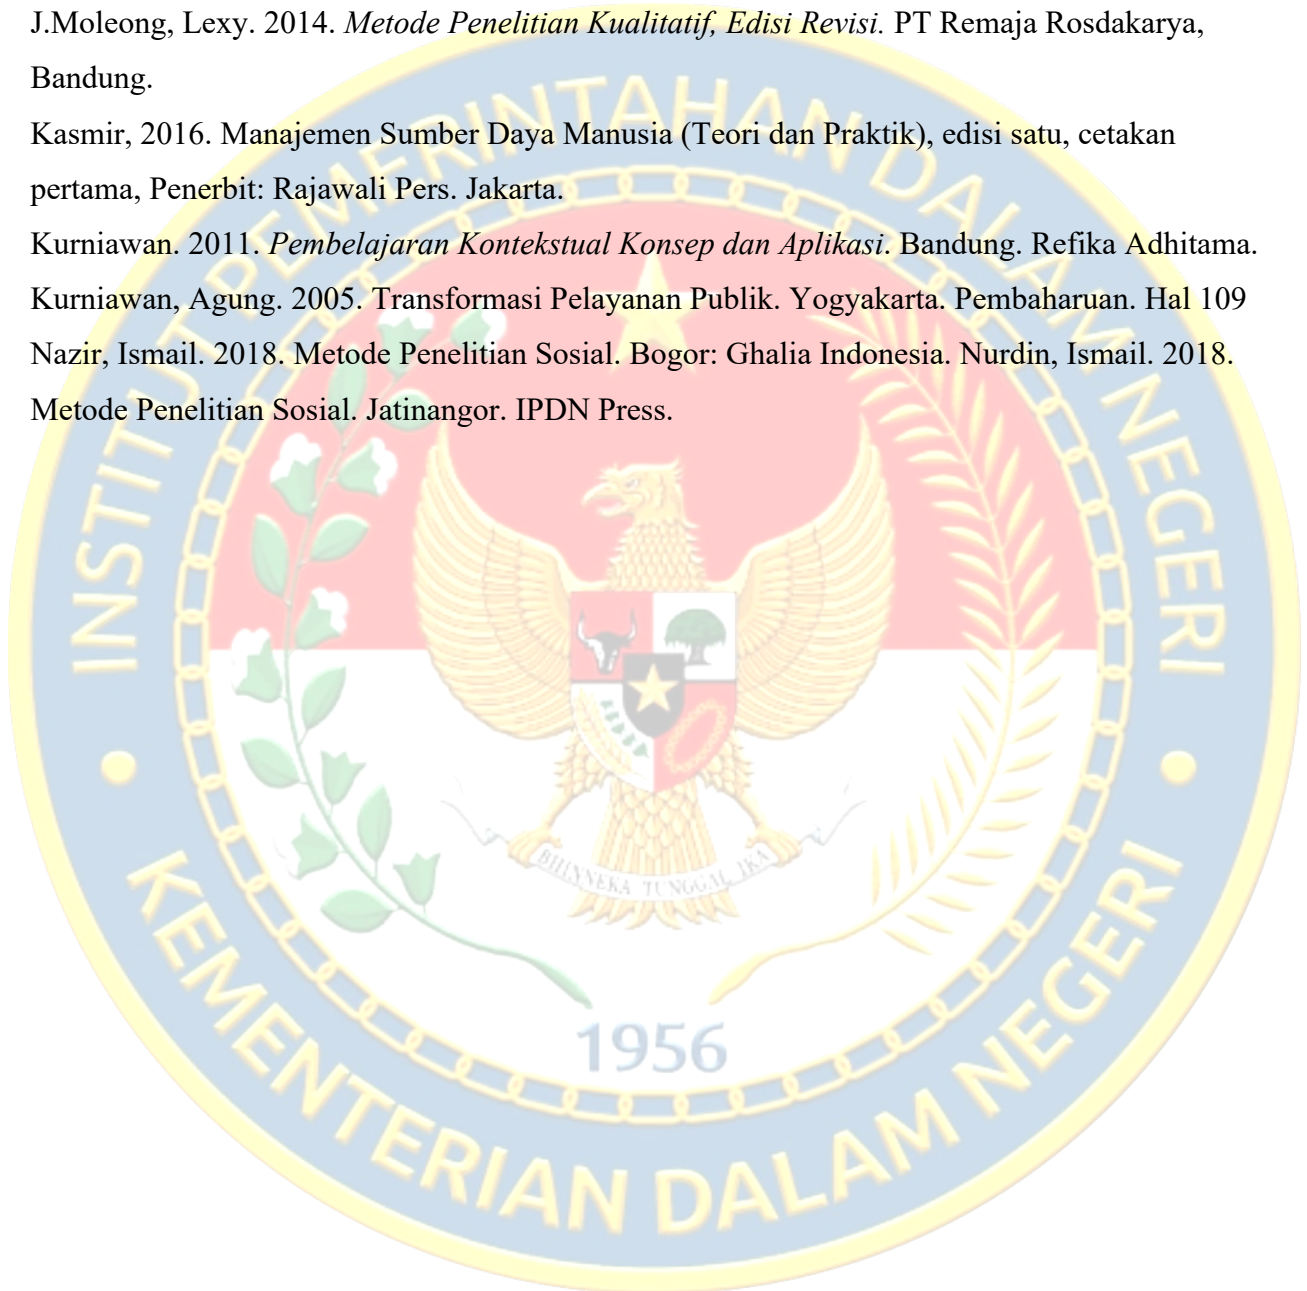 J.Moleong, Lexy. 2014. Metode Penelitian Kualitatif, Edisi Revisi. PT Remaja Rosdakarya,
Bandung.
Kasmir, 2016. Manajemen Sumber Daya Manusia (Teori dan Praktik), edisi satu, cetakan
pertama, Penerbit: Rajawali Pers. Jakarta.
Kurniawan. 2011. Pembelajaran Kontekstual Konsep dan Aplikasi. Bandung. Refika Adhitama.
Kurniawan, Agung. 2005. Transformasi Pelayanan Publik. Yogyakarta. Pembaharuan. Hal 109
Nazir, Ismail. 2018. Metode Penelitian Sosial. Bogor: Ghalia Indonesia. Nurdin, Ismail. 2018.
Metode Penelitian Sosial. Jatinangor. IPDN Press.
INSTITUT PEMERINTAHAN DALAM NEGERI
BHINNEKA TUNGGAL IKA
1956
KEMENTERIAN DALAM NEGERI